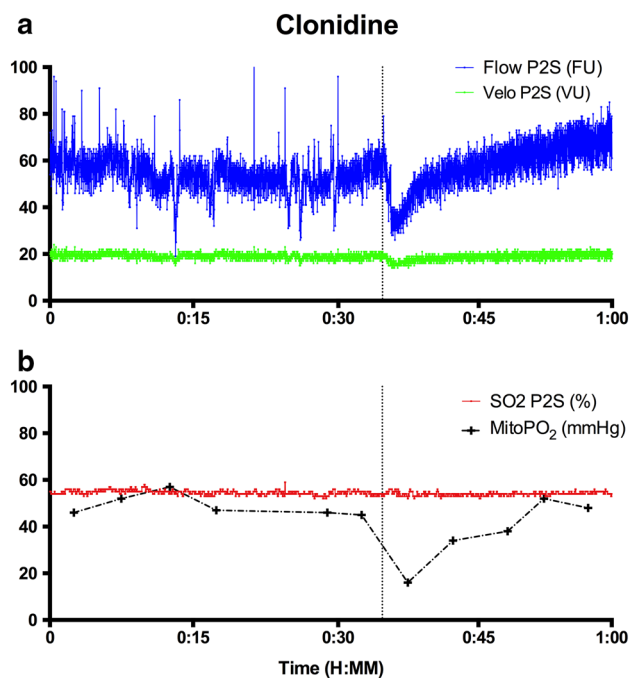 a
Clonidine
Flow P2S (FU)
Velo P2S (VU)
100
80
60
40
20
0
0 0:15 0:30 0:45 1:00
b
SO2 P2S (%)
MitoPO₂ (mmHg)
100
80
60
40
20
0
0 0:15 0:30 0:45 1:00
Time (H:MM)